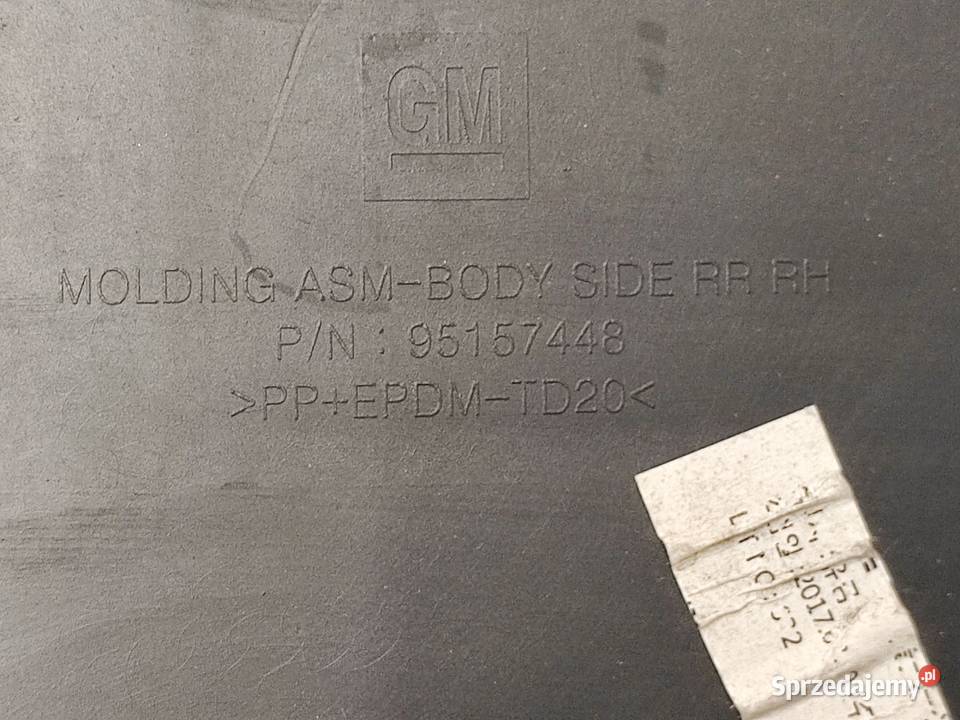 GM
MOLDING ASM-BODY SIDE RR RH
P/N : 95157448
>PP+EPDM-TD20<
Sprzedajemy.pl